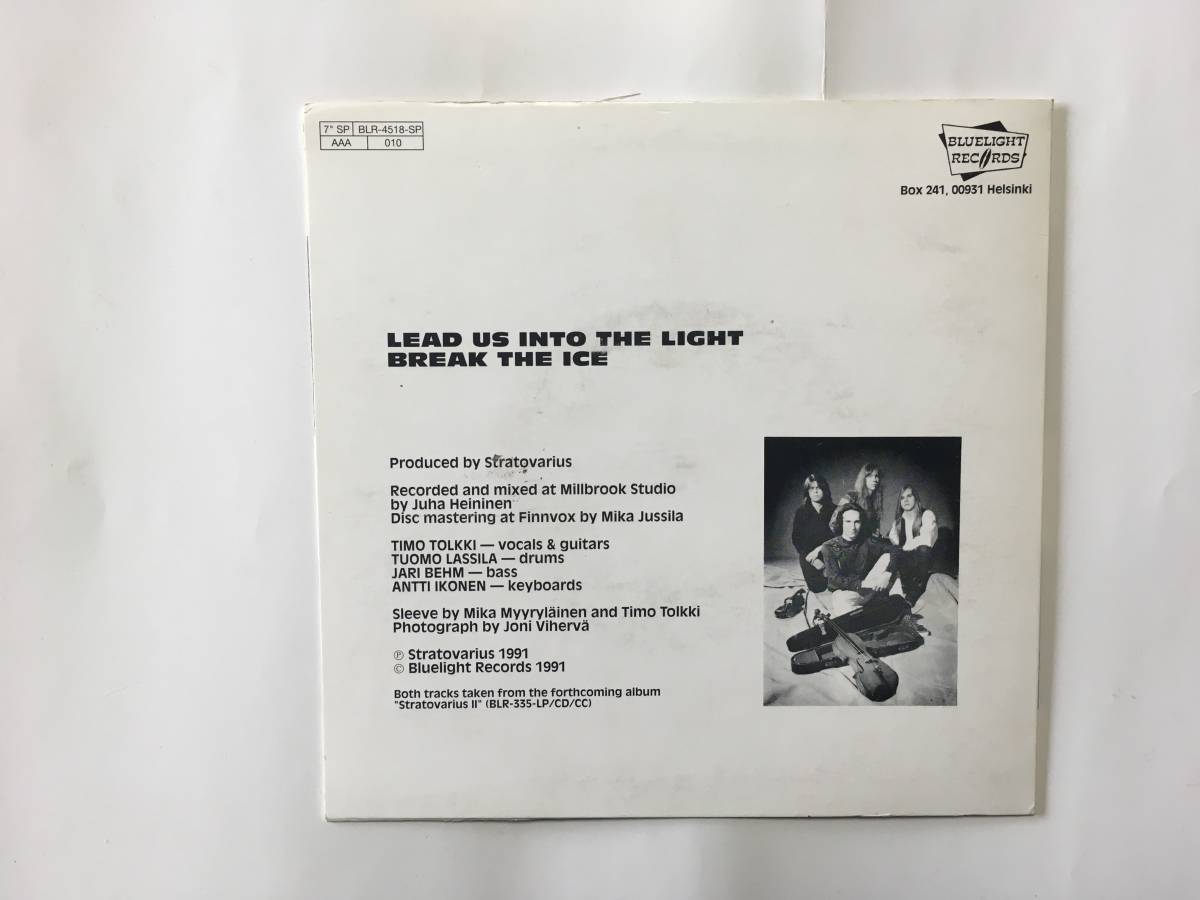 7" SP BLR-4518-SP
AAA 010
BLUELIGHT
RECORDS
Box 241, 00931 Helsinki
LEAD US INTO THE LIGHT
BREAK THE ICE
Produced by Stratovarius
Recorded and mixed at Millbrook Studio
by Juha Heininen
Disc mastering at Finnvox by Mika Jussila
TIMO TOLKKI — vocals & guitars
TUOMO LASSILA — drums
JARI BEHM — bass
ANTTI IKONEN — keyboards
Sleeve by Mika Myyryläinen and Timo Tolkki
Photograph by Joni Vihervä
℗ Stratovarius 1991
© Bluelight Records 1991
Both tracks taken from the forthcoming album
"Stratovarius II" (BLR-335-LP/CD/CC)